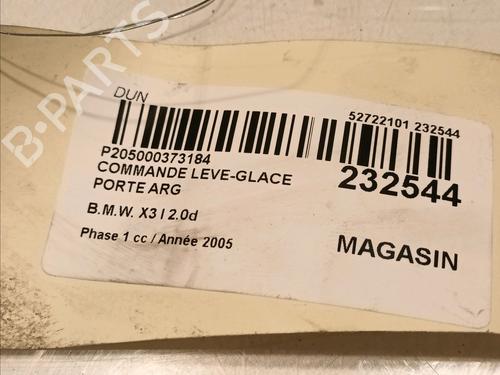 DUN
52722101 232544
P205000373184
COMMANDE LEVE-GLACE
PORTE ARG
232544
B.M.W. X3 I 2.0d
Phase 1 cc / Année 2005
MAGASIN
B-PARTS